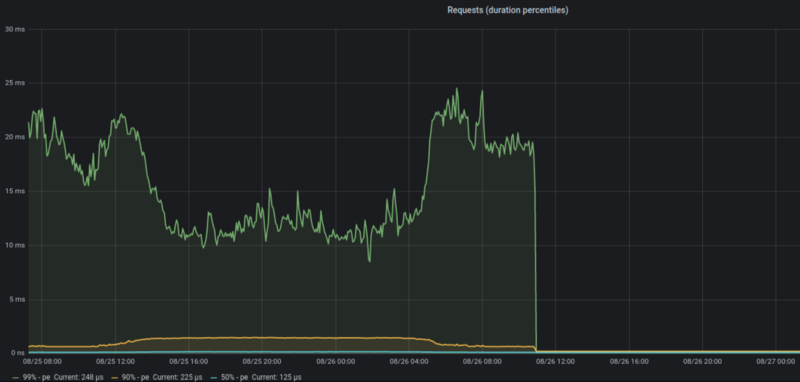 Requests (duration percentiles)
30 ms
25 ms
20 ms
15 ms
10 ms
5 ms
0 ns
08/25 08:00 08/25 12:00 08/25 16:00 08/25 20:00 08/26 00:00 08/26 04:00 08/26 08:00 08/26 12:00 08/26 16:00 08/26 20:00 08/27 00:00
99% - pe Current: 248 µs 90% - pe Current: 225 µs 50% - pe Current: 125 µs